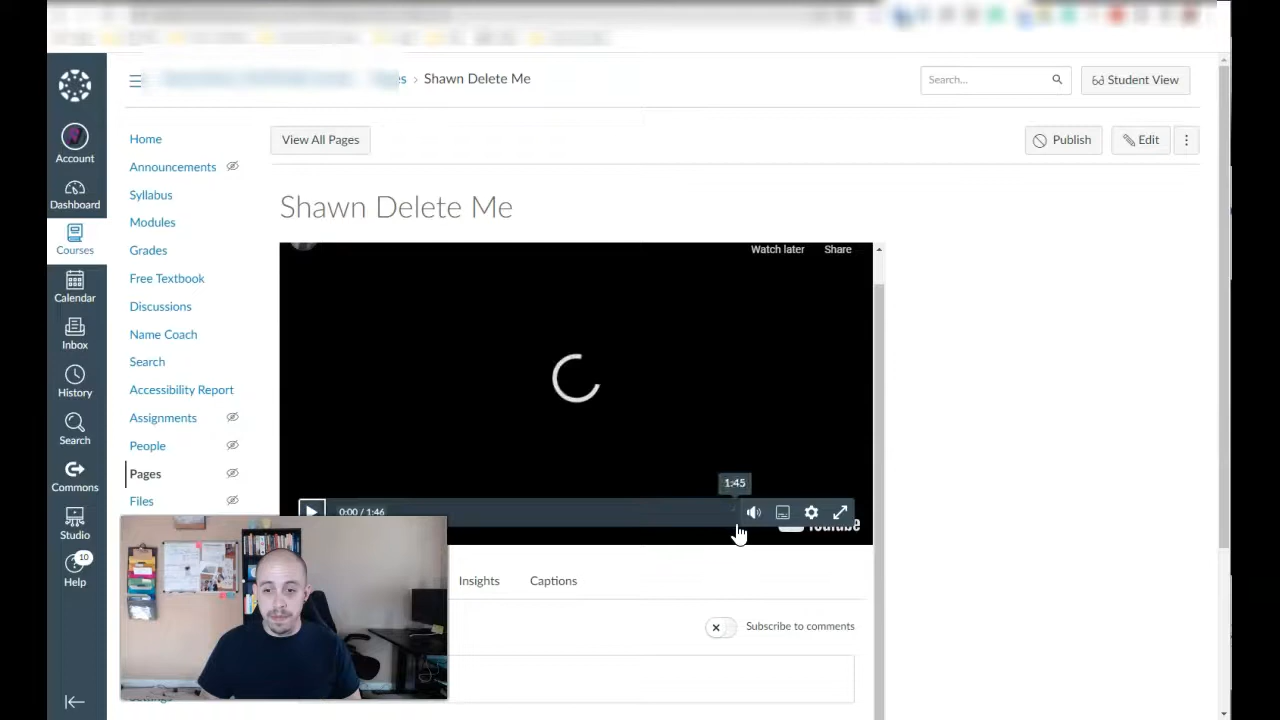 Shawn Delete Me
Search...
Student View
Account
Dashboard
Courses
Calendar
Inbox
History
Search
Commons
Studio
10
Help
Home
Announcements
Syllabus
Modules
Grades
Free Textbook
Discussions
Name Coach
Search
Accessibility Report
Assignments
People
Pages
Files
View All Pages
Publish
Edit
Shawn Delete Me
Watch later
Share
1:45
0:00 / 1:46
YouTube
Insights
Captions
Subscribe to comments